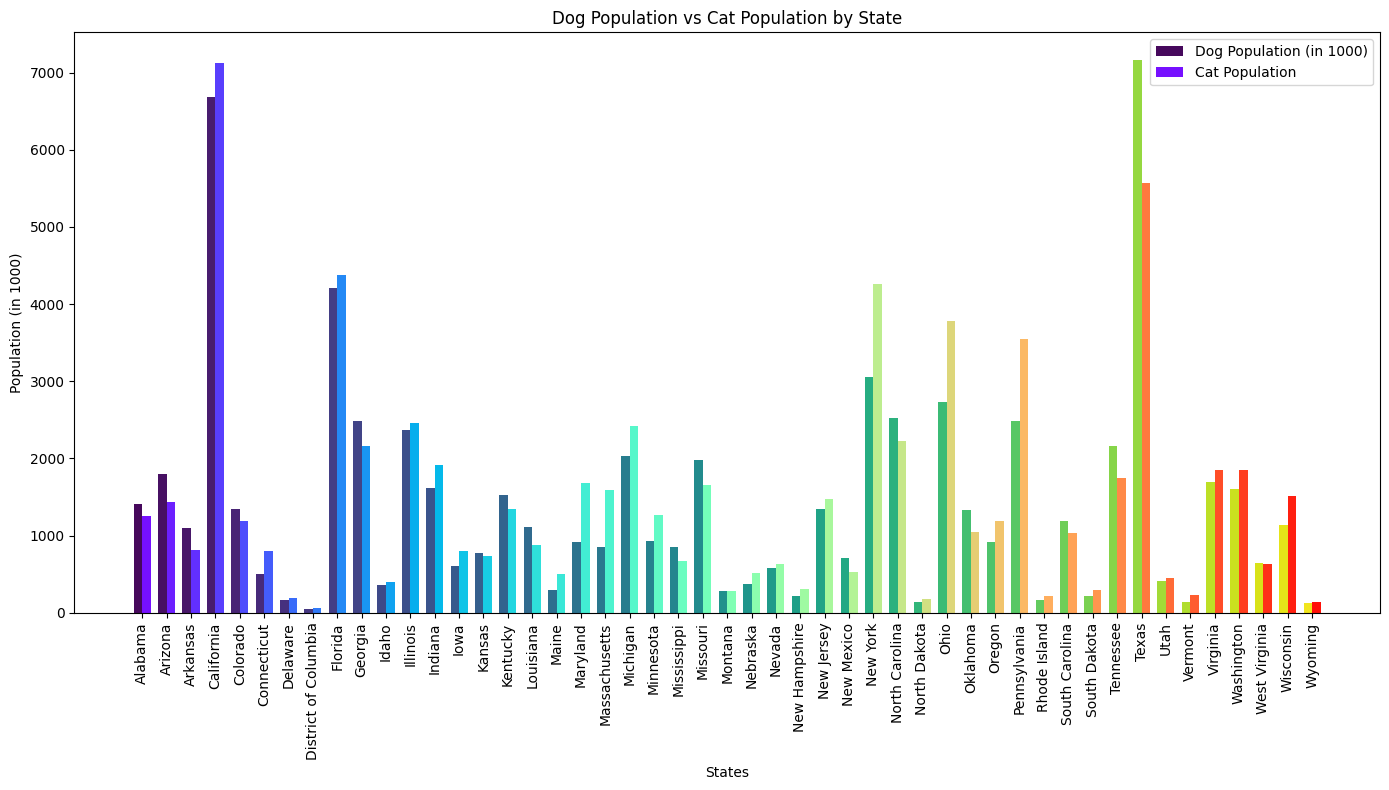 Dog Population vs Cat Population by State
Dog Population (in 1000)
Cat Population
Population (in 1000)
7000
6000
5000
4000
3000
2000
1000
0
Alabama
Arizona
Arkansas
California
Colorado
Connecticut
Delaware
District of Columbia
Florida
Georgia
Idaho
Illinois
Indiana
Iowa
Kansas
Kentucky
Louisiana
Maine
Maryland
Massachusetts
Michigan
Minnesota
Mississippi
Missouri
Montana
Nebraska
Nevada
New Hampshire
New Jersey
New Mexico
New York
North Carolina
North Dakota
Ohio
Oklahoma
Oregon
Pennsylvania
Rhode Island
South Carolina
South Dakota
Tennessee
Texas
Utah
Vermont
Virginia
Washington
West Virginia
Wisconsin
Wyoming
States